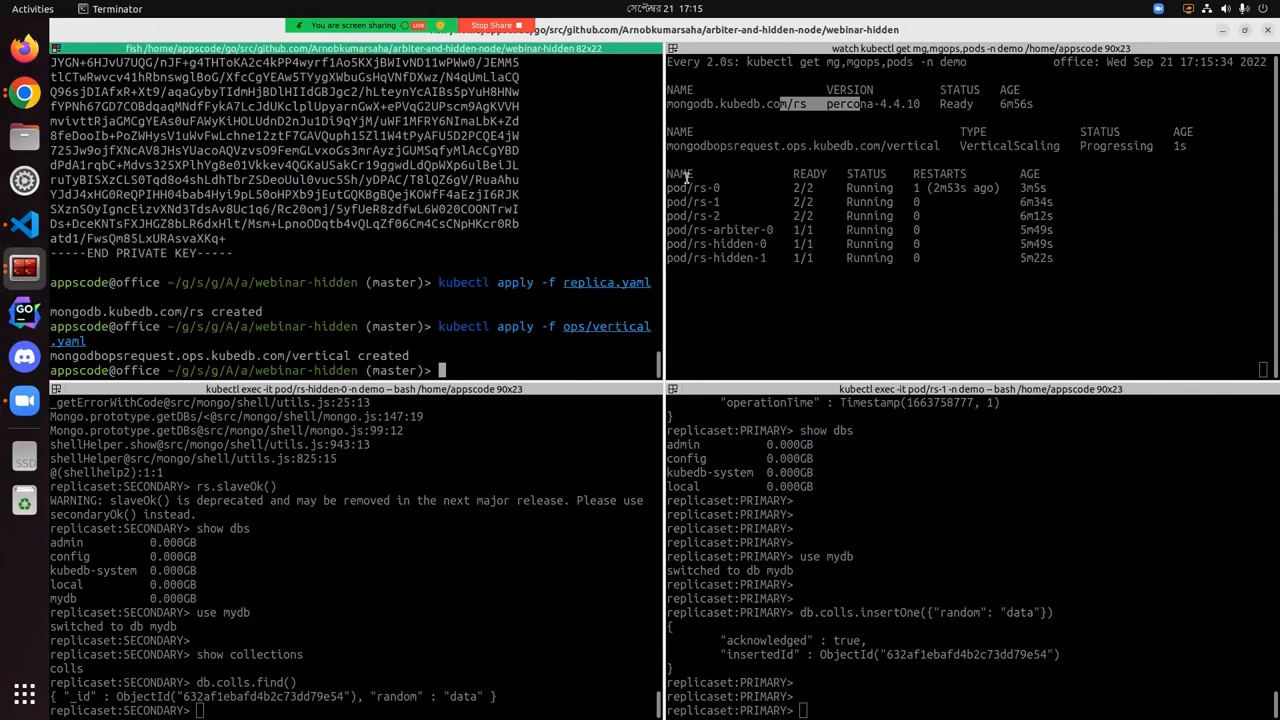 Activities
Terminator
সেপ্টেম্বর 21 17:15
You are screen sharing
LIVE
Stop Share
/home/appscode/go/src/github.com/Arnobkumarsaha/arbiter-and-hidden-node/webinar-hidden
fish /home/appscode/go/src/github.com/Arnobkumarsaha/arbiter-and-hidden-node/webinar-hidden 82x22
-----END PRIVATE KEY-----
appscode@office ~/g/s/g/A/a/webinar-hidden (master)> kubectl apply -f replica.yaml
mongodb.kubedb.com/rs created
appscode@office ~/g/s/g/A/a/webinar-hidden (master)> kubectl apply -f ops/vertical
.yaml
mongodbopsrequest.ops.kubedb.com/vertical created
appscode@office ~/g/s/g/A/a/webinar-hidden (master)>
watch kubectl get mg,mgops,pods -n demo /home/appscode 90x23
Every 2.0s: kubectl get mg,mgops,pods -n demo office: Wed Sep 21 17:15:34 2022
NAME VERSION STATUS AGE
mongodb.kubedb.com/rs percona-4.4.10 Ready 6m56s
NAME TYPE STATUS AGE
mongodbopsrequest.ops.kubedb.com/vertical VerticalScaling Progressing 1s
NAME READY STATUS RESTARTS AGE
pod/rs-0 2/2 Running 1 (2m53s ago) 3m5s
pod/rs-1 2/2 Running 0 6m34s
pod/rs-2 2/2 Running 0 6m12s
pod/rs-arbiter-0 1/1 Running 0 5m49s
pod/rs-hidden-0 1/1 Running 0 5m49s
pod/rs-hidden-1 1/1 Running 0 5m22s
kubectl exec -it pod/rs-hidden-0 -n demo -- bash /home/appscode 90x23
_getErrorWithCode@src/mongo/shell/utils.js:25:13
Mongo.prototype.getDBs/<@src/mongo/shell/mongo.js:147:19
Mongo.prototype.getDBs@src/mongo/shell/mongo.js:99:12
shellHelper.show@src/mongo/shell/utils.js:943:13
shellHelper@src/mongo/shell/utils.js:825:15
@(shellhelp2):1:1
replicaset:SECONDARY> rs.slaveOk()
WARNING: slaveOk() is deprecated and may be removed in the next major release. Please use
secondaryOk() instead.
replicaset:SECONDARY> show dbs
admin 0.000GB
config 0.000GB
kubedb-system 0.000GB
local 0.000GB
mydb 0.000GB
replicaset:SECONDARY> use mydb
switched to db mydb
replicaset:SECONDARY>
replicaset:SECONDARY> show collections
colls
replicaset:SECONDARY> db.colls.find()
{ "_id" : ObjectId("632af1ebafd4b2c73dd79e54"), "random" : "data" }
replicaset:SECONDARY>
kubectl exec -it pod/rs-1 -n demo -- bash /home/appscode 90x23
"operationTime" : Timestamp(1663758777, 1)
}
replicaset:PRIMARY> show dbs
admin 0.000GB
config 0.000GB
kubedb-system 0.000GB
local 0.000GB
replicaset:PRIMARY>
replicaset:PRIMARY>
replicaset:PRIMARY>
replicaset:PRIMARY> use mydb
switched to db mydb
replicaset:PRIMARY>
replicaset:PRIMARY>
replicaset:PRIMARY> db.colls.insertOne({"random": "data"})
{
"acknowledged" : true,
"insertedId" : ObjectId("632af1ebafd4b2c73dd79e54")
}
replicaset:PRIMARY>
replicaset:PRIMARY>
replicaset:PRIMARY>
GO
SSD